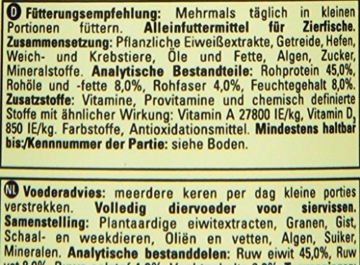 D Fütterungsempfehlung: Mehrmals täglich in kleinen
Portionen füttern. Alleinfuttermittel für Zierfische.
Zusammensetzung: Pflanzliche Eiweißextrakte, Getreide, Hefen,
Weich- und Krebstiere, Öle und Fette, Algen, Zucker,
Mineralstoffe. Analytische Bestandteile: Rohprotein 45,0%,
Rohöle und -fette 8,0%, Rohfaser 4,0%, Feuchtegehalt 8,0%.
Zusatzstoffe: Vitamine, Provitamine und chemisch definierte
Stoffe mit ähnlicher Wirkung: Vitamin A 27800 IE/kg, Vitamin D₃
850 IE/kg. Farbstoffe, Antioxidationsmittel. Mindestens haltbar
bis:/Kennnummer der Partie: siehe Boden.
NL Voederadvies: meerdere keren per dag kleine porties
verstrekken. Volledig diervoeder voor siervissen.
Samenstelling: Plantaardige eiwitextracten, Granen, Gist,
Schaal- en weekdieren, Oliën en vetten, Algen, Suiker,
Mineralen. Analytische bestanddelen: Ruw eiwit 45,0%, Ruw